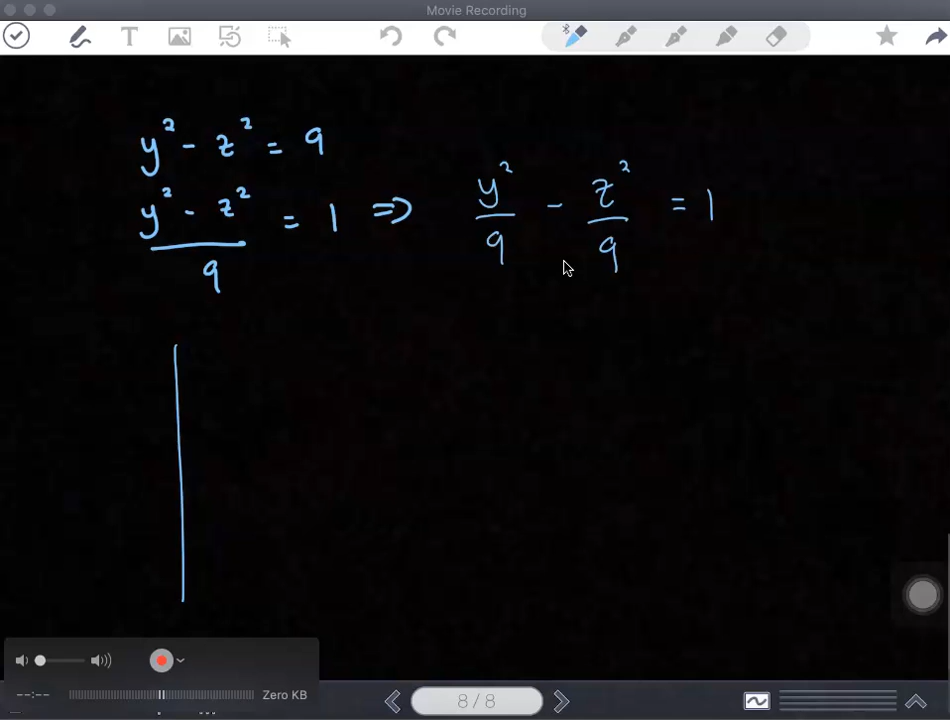 Movie Recording
T
y² - z² = 9
(y² - z²)/9 = 1 ⇒ y²/9 - z²/9 = 1
--:-- Zero KB
8 / 8